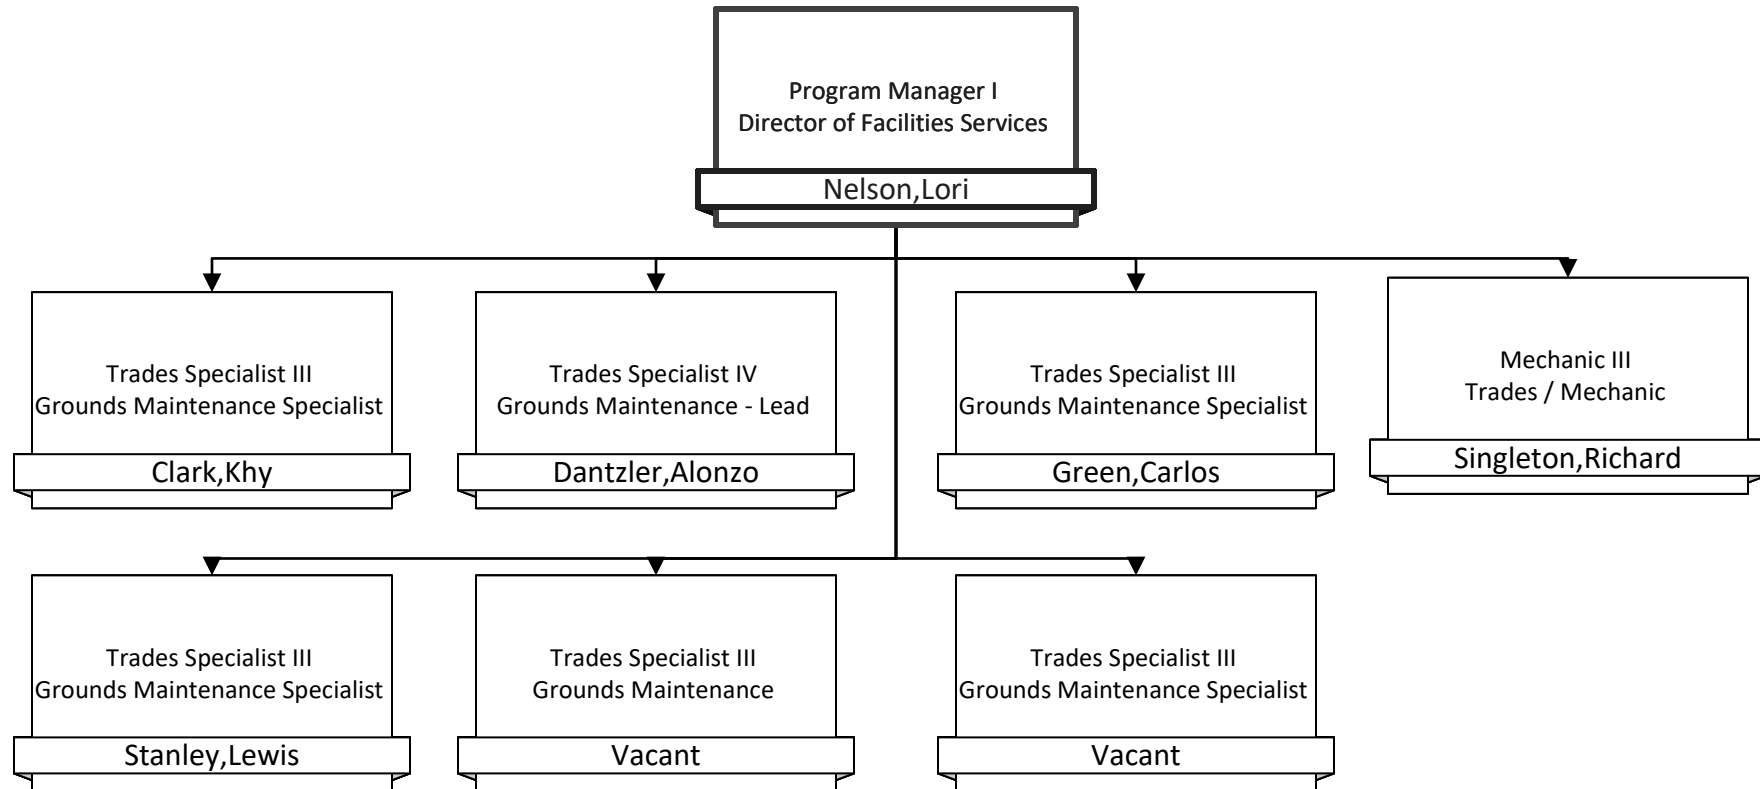 Program Manager I
Director of Facilities Services
Nelson,Lori
Trades Specialist III
Grounds Maintenance Specialist
Clark,Khy
Trades Specialist IV
Grounds Maintenance - Lead
Dantzler,Alonzo
Trades Specialist III
Grounds Maintenance Specialist
Green,Carlos
Mechanic III
Trades / Mechanic
Singleton,Richard
Trades Specialist III
Grounds Maintenance Specialist
Stanley,Lewis
Trades Specialist III
Grounds Maintenance
Vacant
Trades Specialist III
Grounds Maintenance Specialist
Vacant